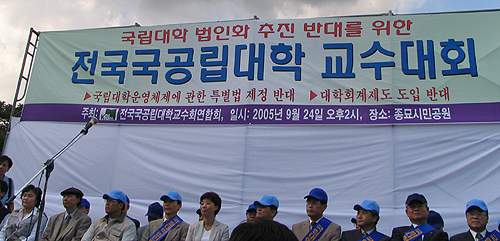 국립대학 법인화 추진 반대를 위한
전국국공립대학 교수대회
▶국립대학운영체제에 관한 특별법 제정 반대 ▶대학회계제도 도입 반대
주최: 전국국공립대학교수회연합회, 일시: 2005년 9월 24일 오후2시, 장소: 종묘시민공원